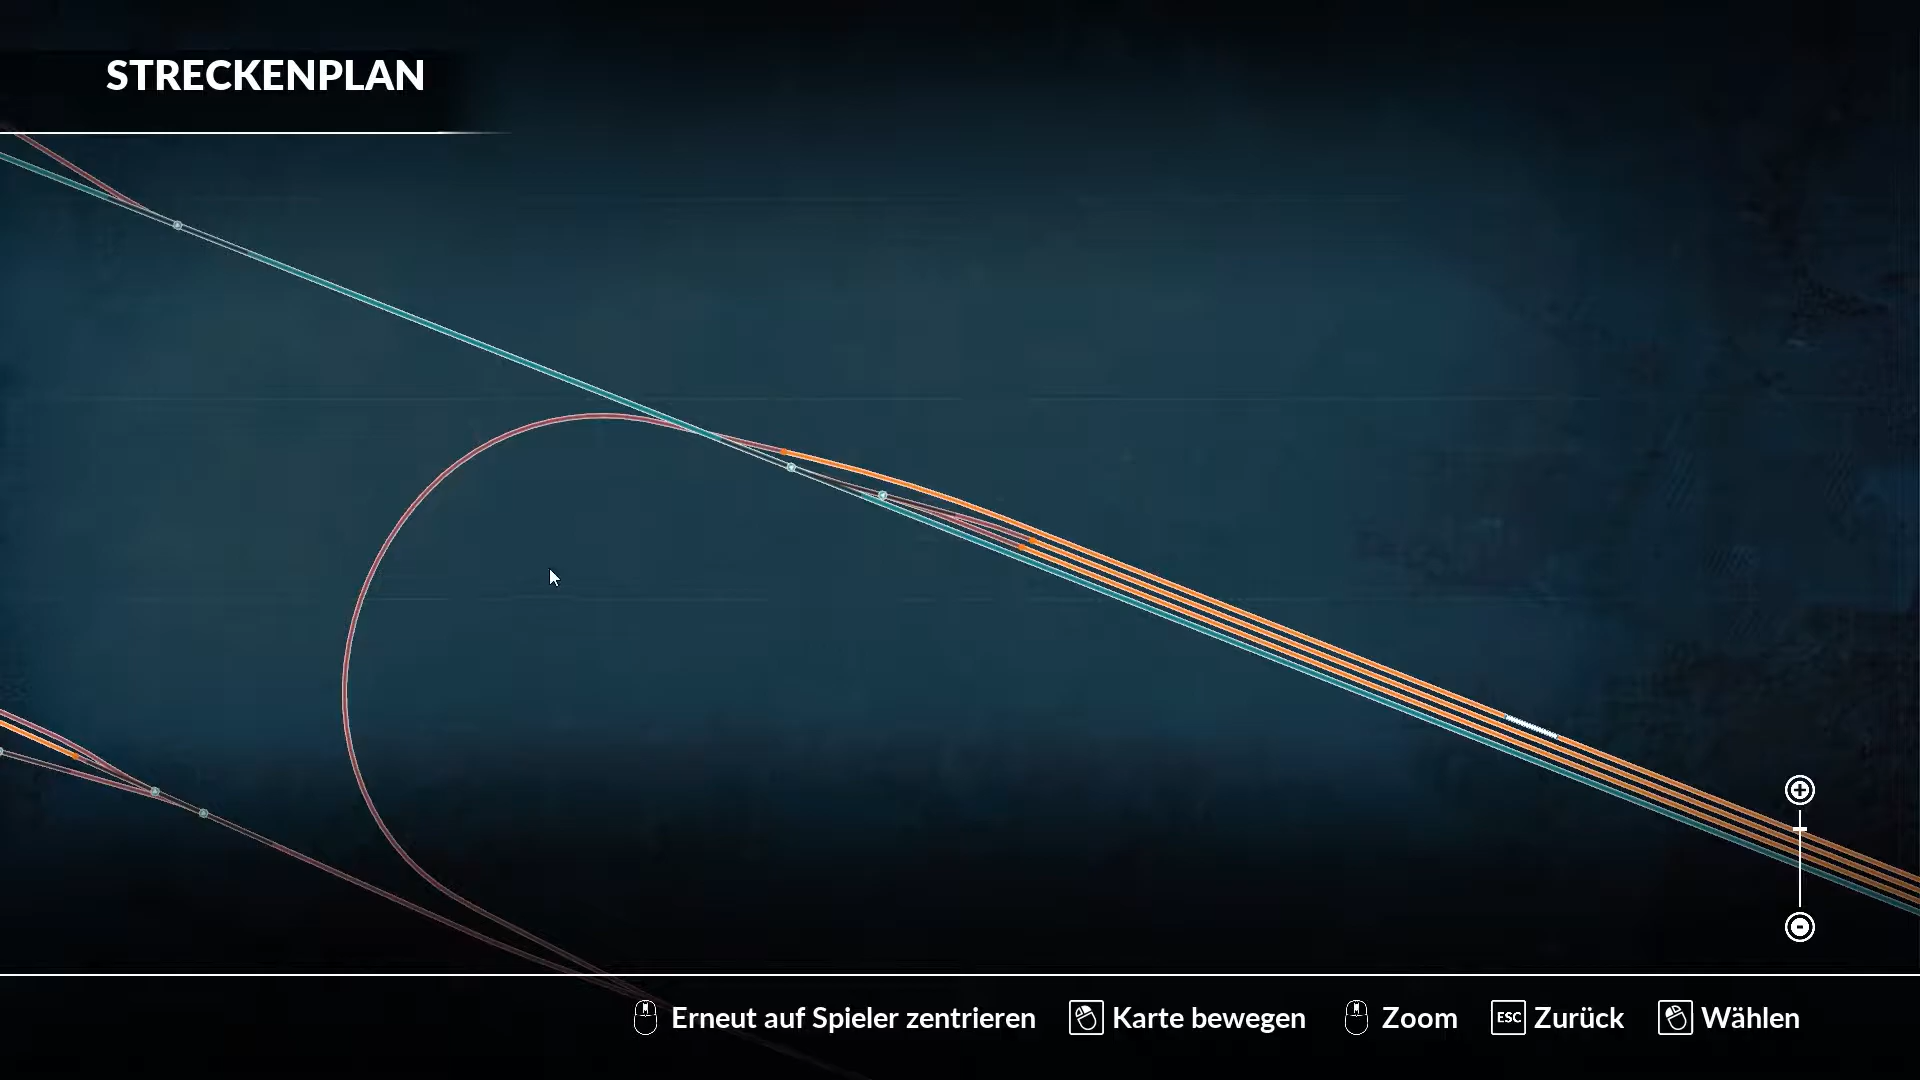 STRECKENPLAN
Erneut auf Spieler zentrieren
Karte bewegen
Zoom
ESC Zurück
Wählen